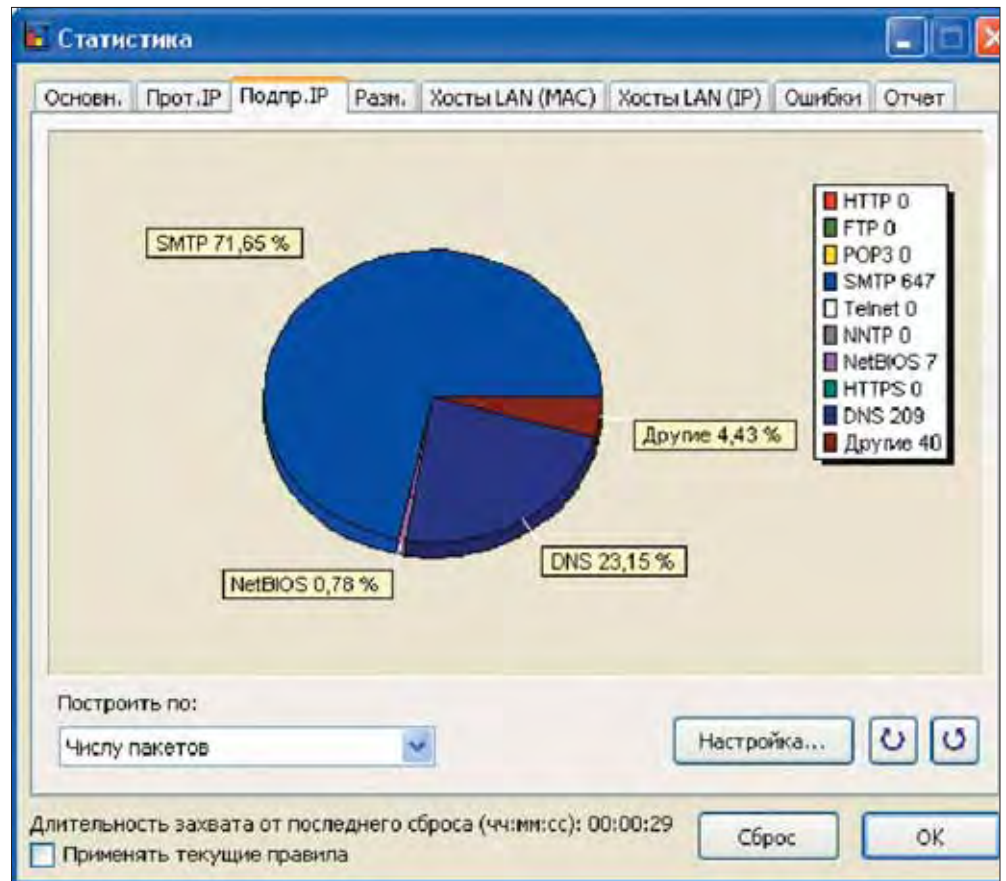 Статистика
Основн. Прот.IP Подпр.IP Разм. Хосты LAN (MAC) Хосты LAN (IP) Ошибки Отчет
SMTP 71,65 %
Другие 4,43 %
DNS 23,15 %
NetBIOS 0,78 %
HTTP 0
FTP 0
POP3 0
SMTP 647
Telnet 0
NNTP 0
NetBIOS 7
HTTPS 0
DNS 209
Другие 40
Построить по:
Числу пакетов
Настройка...
Длительность захвата от последнего сброса (чч:мм:сс): 00:00:29
Применять текущие правила
Сброс
OK